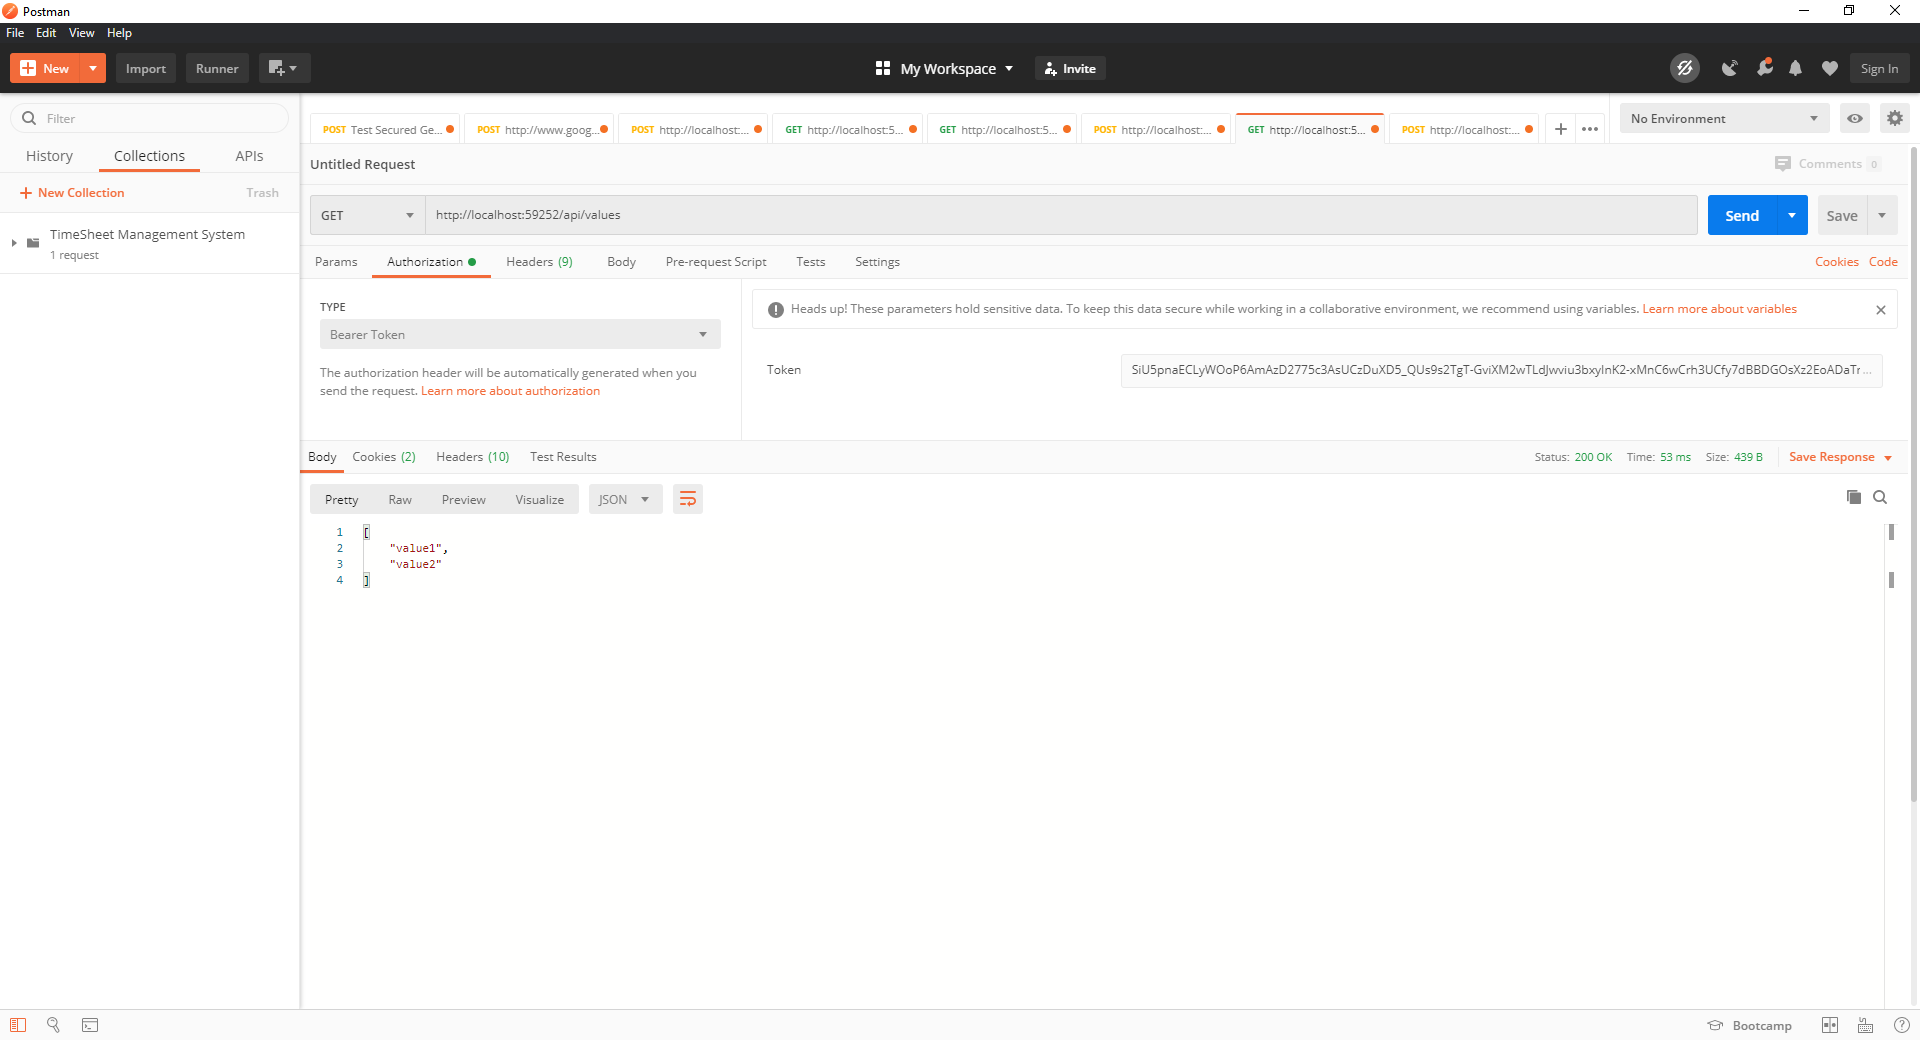 Postman
File Edit View Help
New Import Runner My Workspace Invite Sign In
Filter
History Collections APIs
New Collection Trash
TimeSheet Management System
1 request
POST Test Secured Ge... POST http://www.goog... POST http://localhost:... GET http://localhost:5... GET http://localhost:5... POST http://localhost:... GET http://localhost:5... POST http://localhost:...
No Environment
Untitled Request Comments 0
GET http://localhost:59252/api/values Send Save
Params Authorization Headers (9) Body Pre-request Script Tests Settings Cookies Code
TYPE
Bearer Token
The authorization header will be automatically generated when you
send the request. Learn more about authorization
Heads up! These parameters hold sensitive data. To keep this data secure while working in a collaborative environment, we recommend using variables. Learn more about variables
Token
Body Cookies (2) Headers (10) Test Results Status: 200 OK Time: 53 ms Size: 439 B Save Response
Pretty Raw Preview Visualize JSON
1 [
2 "value1",
3 "value2"
4 ]
Bootcamp